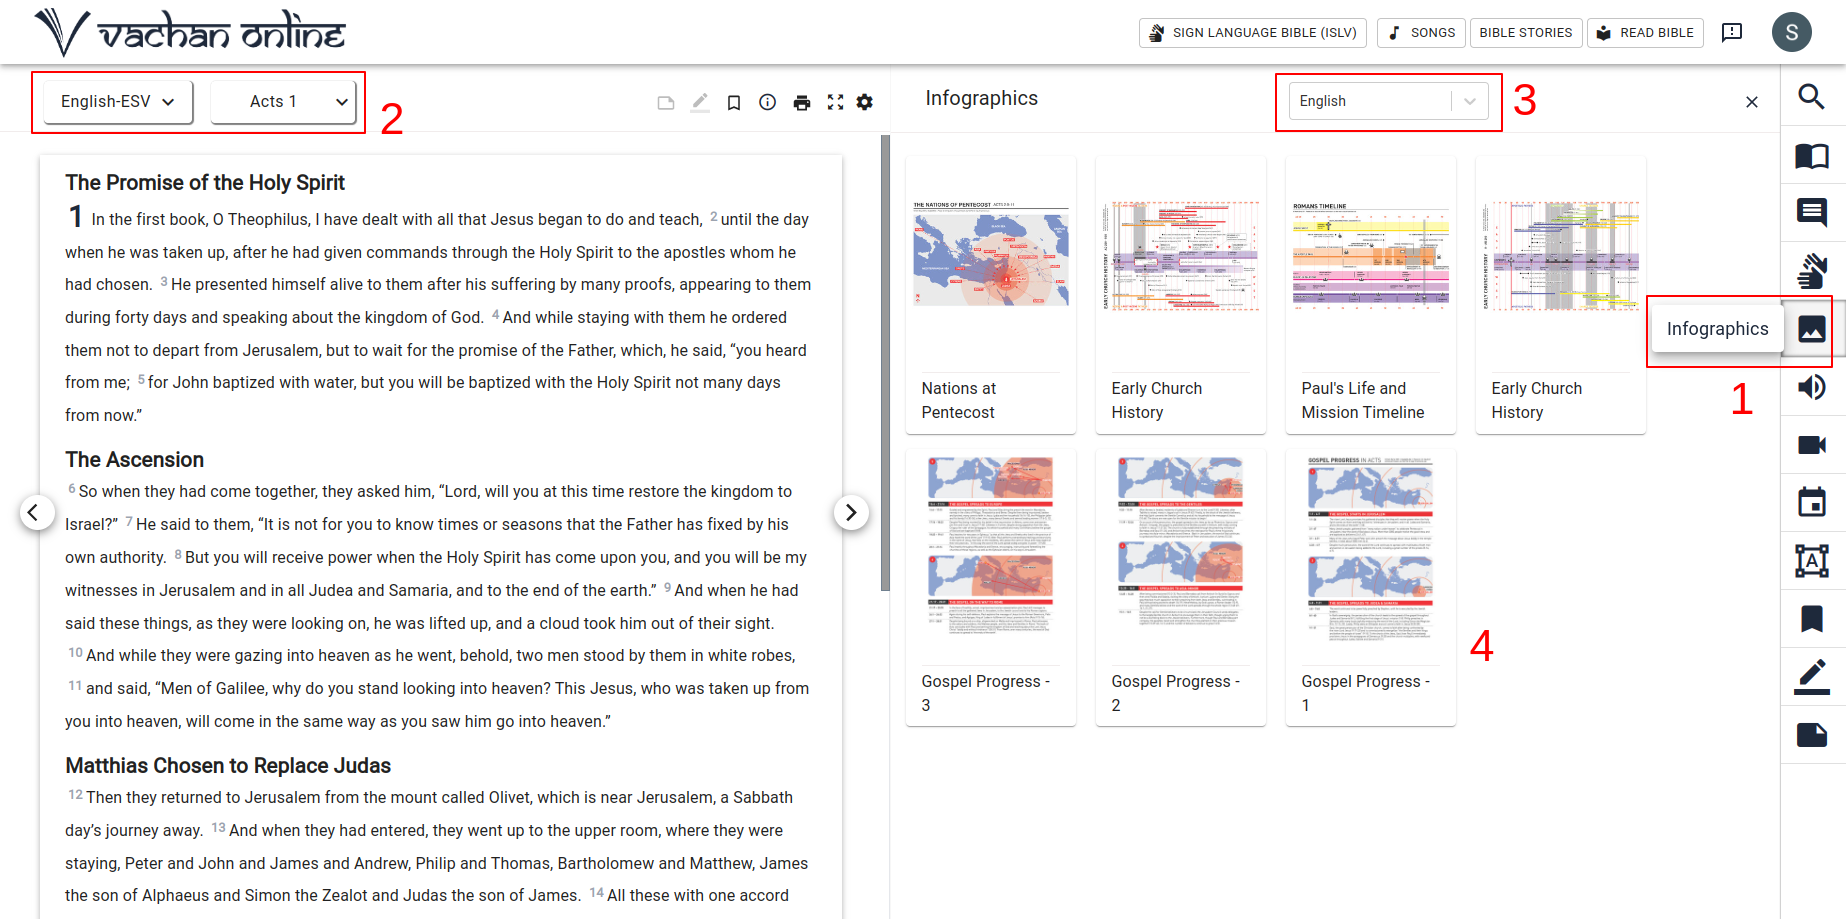 vachan online
SIGN LANGUAGE BIBLE (ISLV)
SONGS
BIBLE STORIES
READ BIBLE
S
English-ESV
Acts 1
2
Infographics
English
3
The Promise of the Holy Spirit
1 In the first book, O Theophilus, I have dealt with all that Jesus began to do and teach, 2 until the day
when he was taken up, after he had given commands through the Holy Spirit to the apostles whom he
had chosen. 3 He presented himself alive to them after his suffering by many proofs, appearing to them
during forty days and speaking about the kingdom of God. 4 And while staying with them he ordered
them not to depart from Jerusalem, but to wait for the promise of the Father, which, he said, “you heard
from me; 5 for John baptized with water, but you will be baptized with the Holy Spirit not many days
from now.”
The Ascension
6 So when they had come together, they asked him, “Lord, will you at this time restore the kingdom to
Israel?” 7 He said to them, “It is not for you to know times or seasons that the Father has fixed by his
own authority. 8 But you will receive power when the Holy Spirit has come upon you, and you will be my
witnesses in Jerusalem and in all Judea and Samaria, and to the end of the earth.” 9 And when he had
said these things, as they were looking on, he was lifted up, and a cloud took him out of their sight.
10 And while they were gazing into heaven as he went, behold, two men stood by them in white robes,
11 and said, “Men of Galilee, why do you stand looking into heaven? This Jesus, who was taken up from
you into heaven, will come in the same way as you saw him go into heaven.”
Matthias Chosen to Replace Judas
12 Then they returned to Jerusalem from the mount called Olivet, which is near Jerusalem, a Sabbath
day’s journey away. 13 And when they had entered, they went up to the upper room, where they were
staying, Peter and John and James and Andrew, Philip and Thomas, Bartholomew and Matthew, James
the son of Alphaeus and Simon the Zealot and Judas the son of James. 14 All these with one accord
THE NATIONS OF PENTECOST ACTS 2:8-11
Nations at
Pentecost
EARLY CHURCH HISTORY
Early Church
History
ROMANS TIMELINE
Paul's Life and
Mission Timeline
EARLY CHURCH HISTORY
Early Church
History
Infographics
1
Gospel Progress -
3
Gospel Progress -
2
GOSPEL PROGRESS IN ACTS
Gospel Progress -
1
4
A